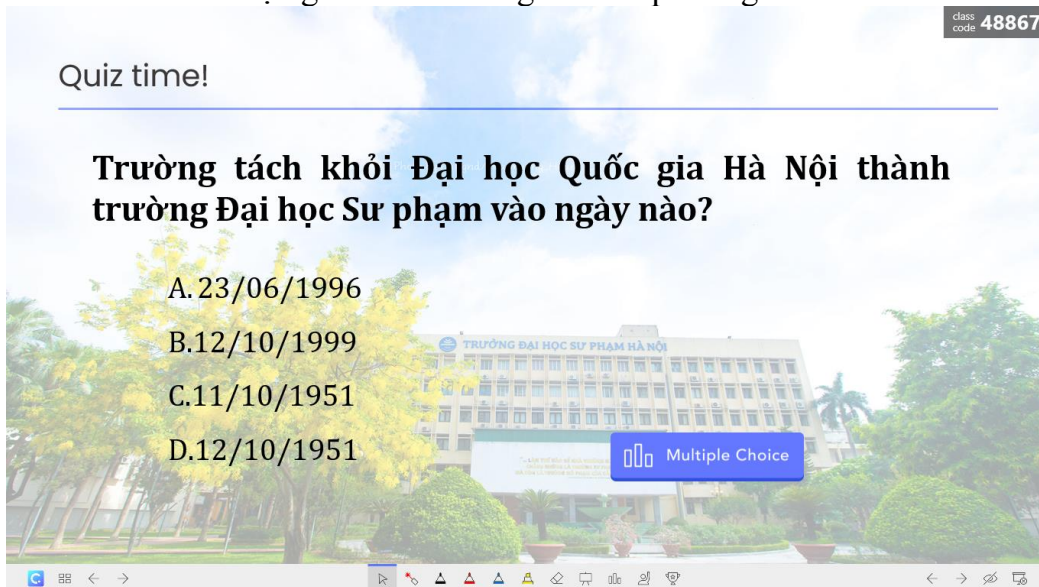 class code 48867
Quiz time!
Trường tách khỏi Đại học Quốc gia Hà Nội thành
trường Đại học Sư phạm vào ngày nào?
A. 23/06/1996
B.12/10/1999
TRƯỜNG ĐẠI HỌC SƯ PHẠM HÀ NỘI
C.11/10/1951
D.12/10/1951
Multiple Choice